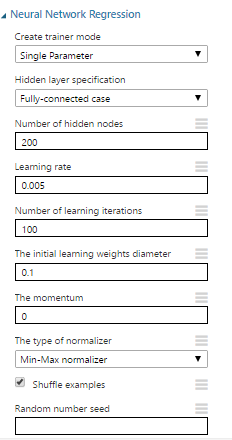 Neural Network Regression
Create trainer mode
Single Parameter
Hidden layer specification
Fully-connected case
Number of hidden nodes
200
Learning rate
0.005
Number of learning iterations
100
The initial learning weights diameter
0.1
The momentum
0
The type of normalizer
Min-Max normalizer
Shuffle examples
Random number seed